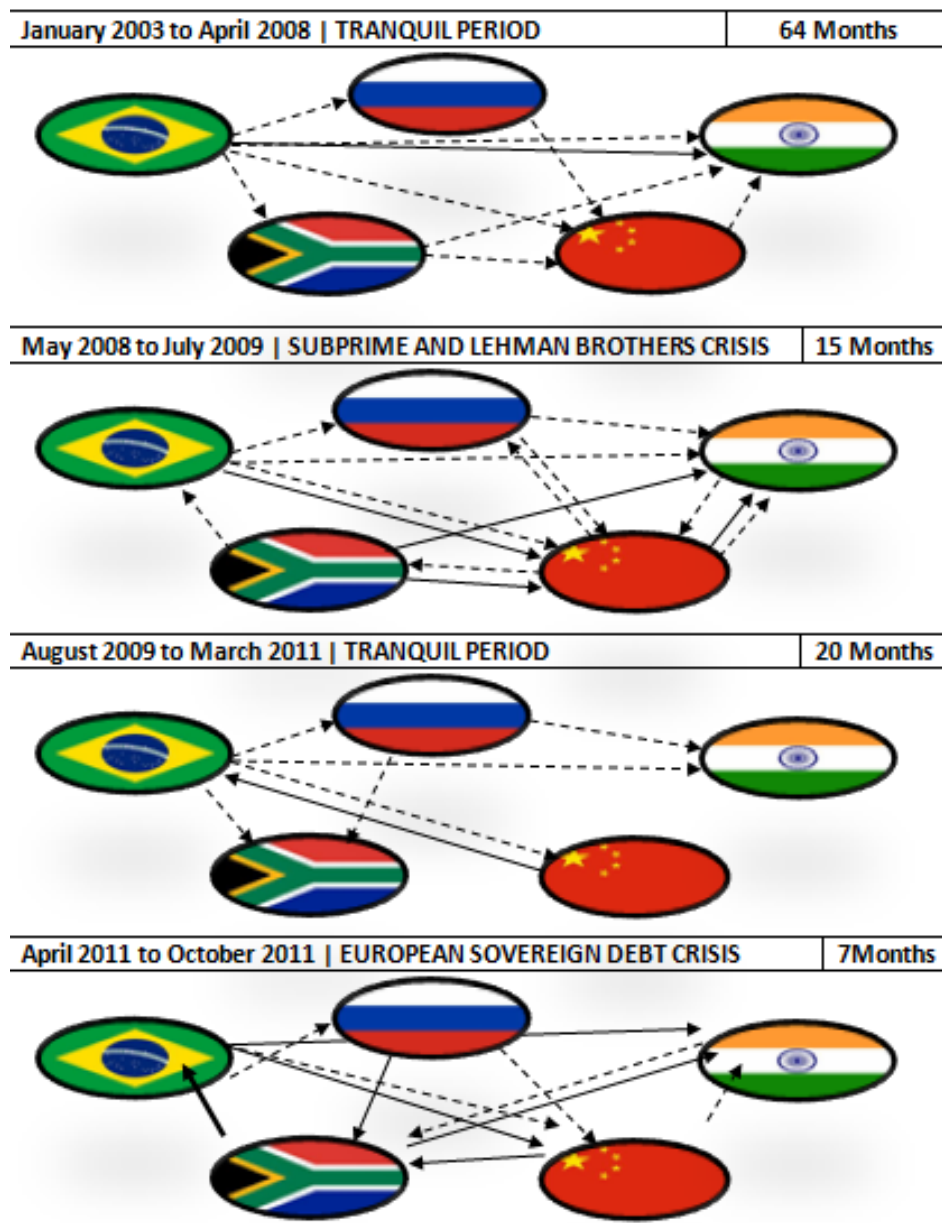 January 2003 to April 2008 | TRANQUIL PERIOD 64 Months
May 2008 to July 2009 | SUBPRIME AND LEHMAN BROTHERS CRISIS 15 Months
August 2009 to March 2011 | TRANQUIL PERIOD 20 Months
April 2011 to October 2011 | EUROPEAN SOVEREIGN DEBT CRISIS 7Months